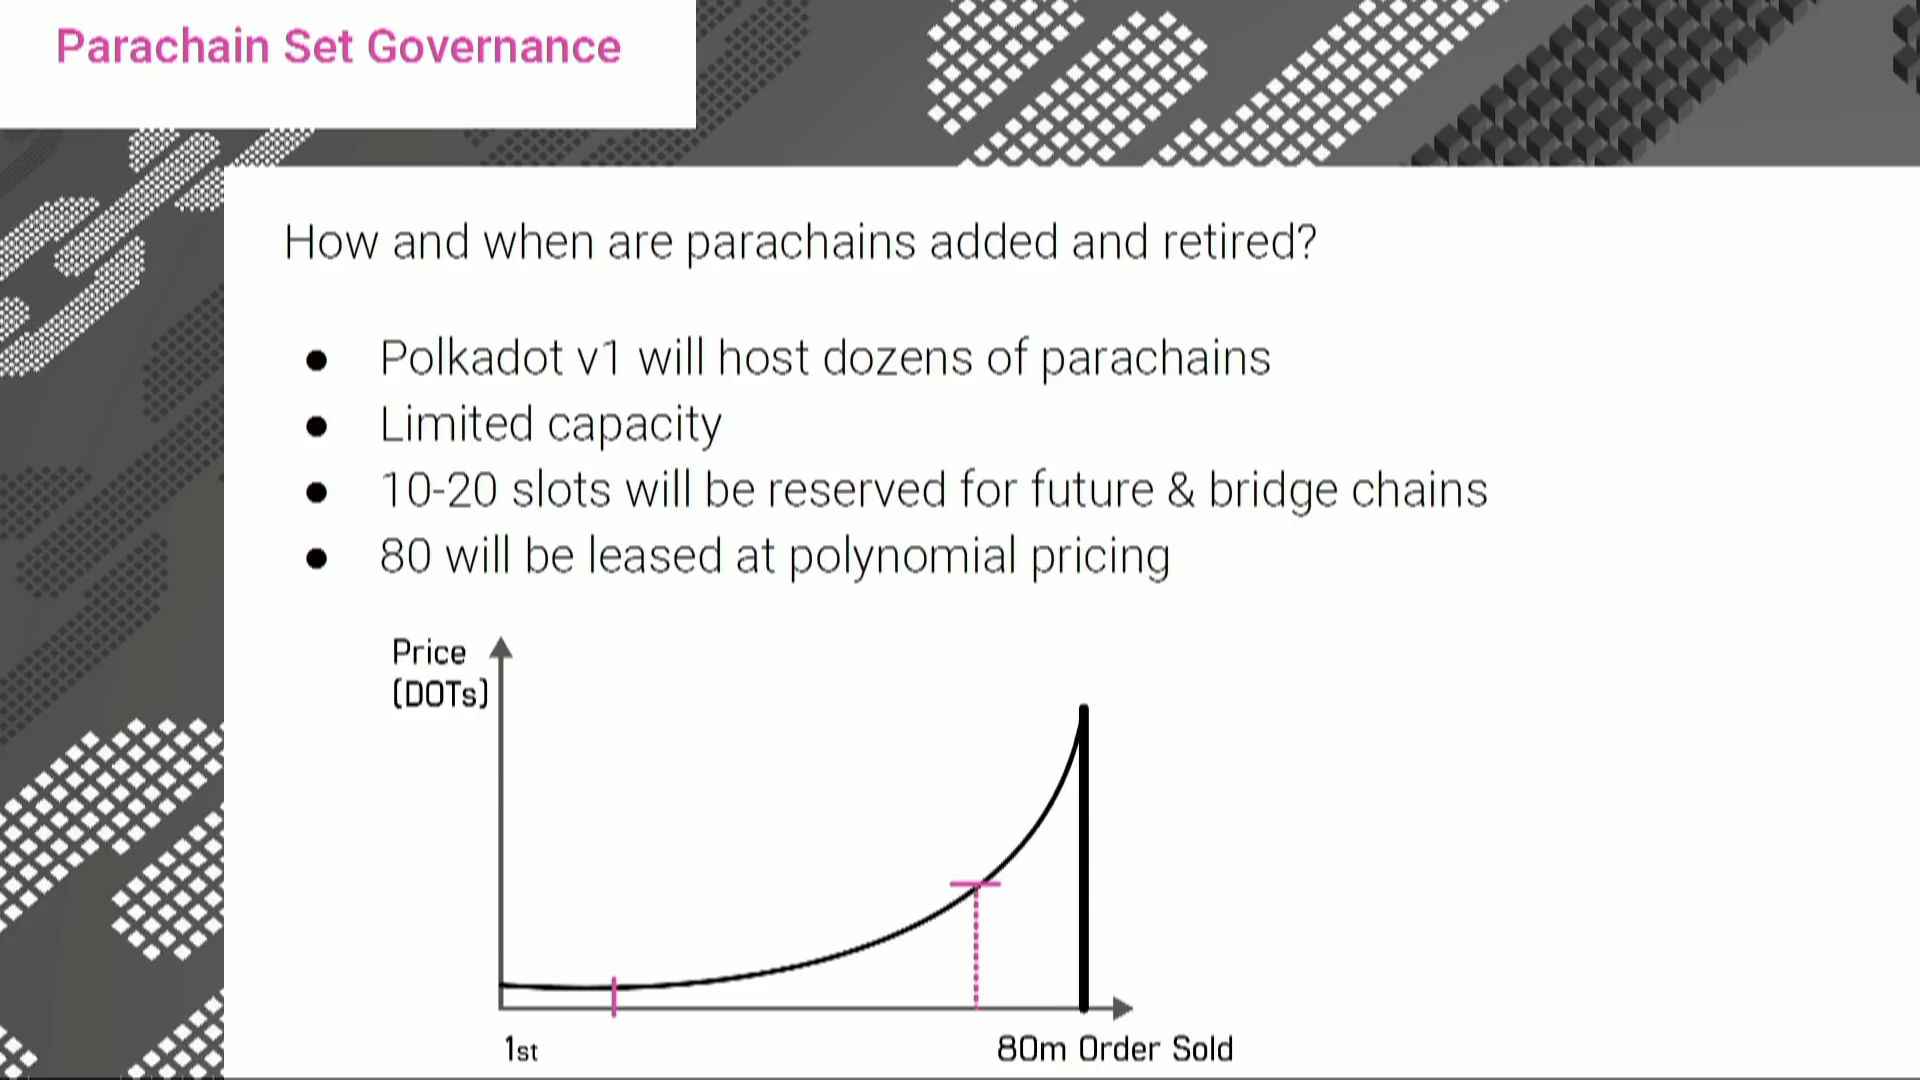 Parachain Set Governance
How and when are parachains added and retired?
● Polkadot v1 will host dozens of parachains
● Limited capacity
● 10-20 slots will be reserved for future & bridge chains
● 80 will be leased at polynomial pricing
Price
(DOTs)
1st
80m Order Sold